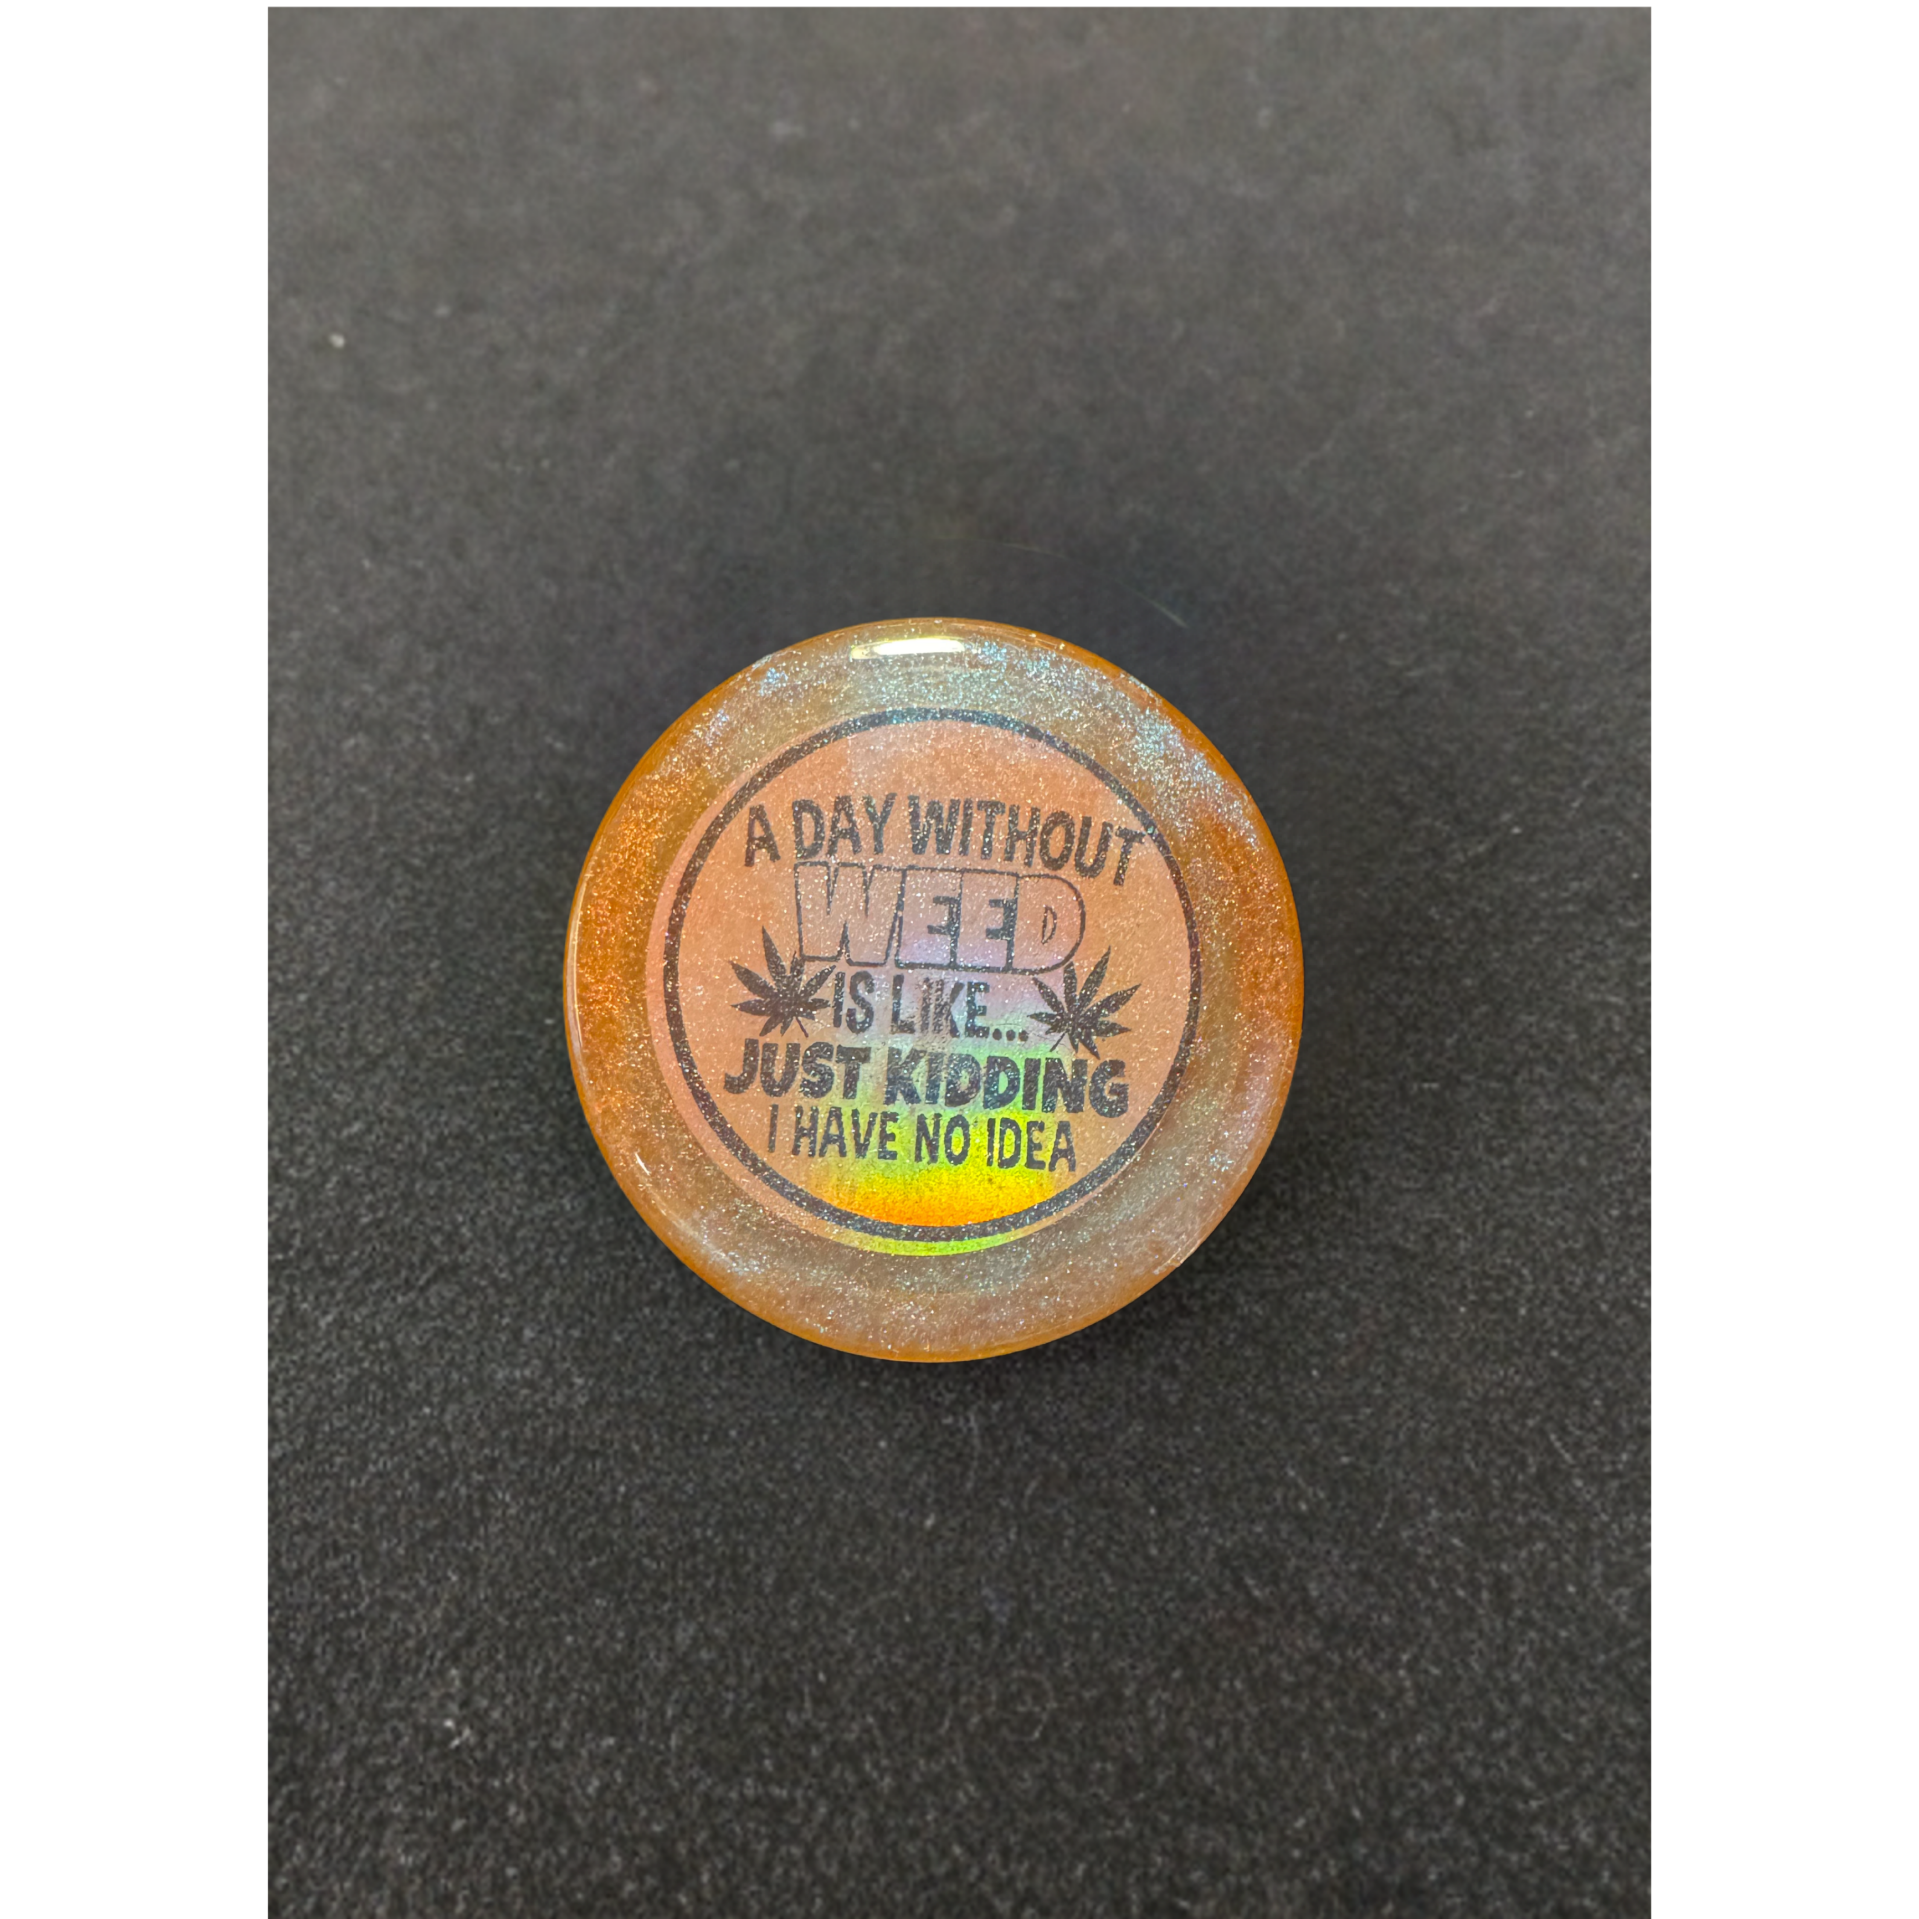 A DAY WITHOUT
WEED
IS LIKE...
JUST KIDDING
I HAVE NO IDEA